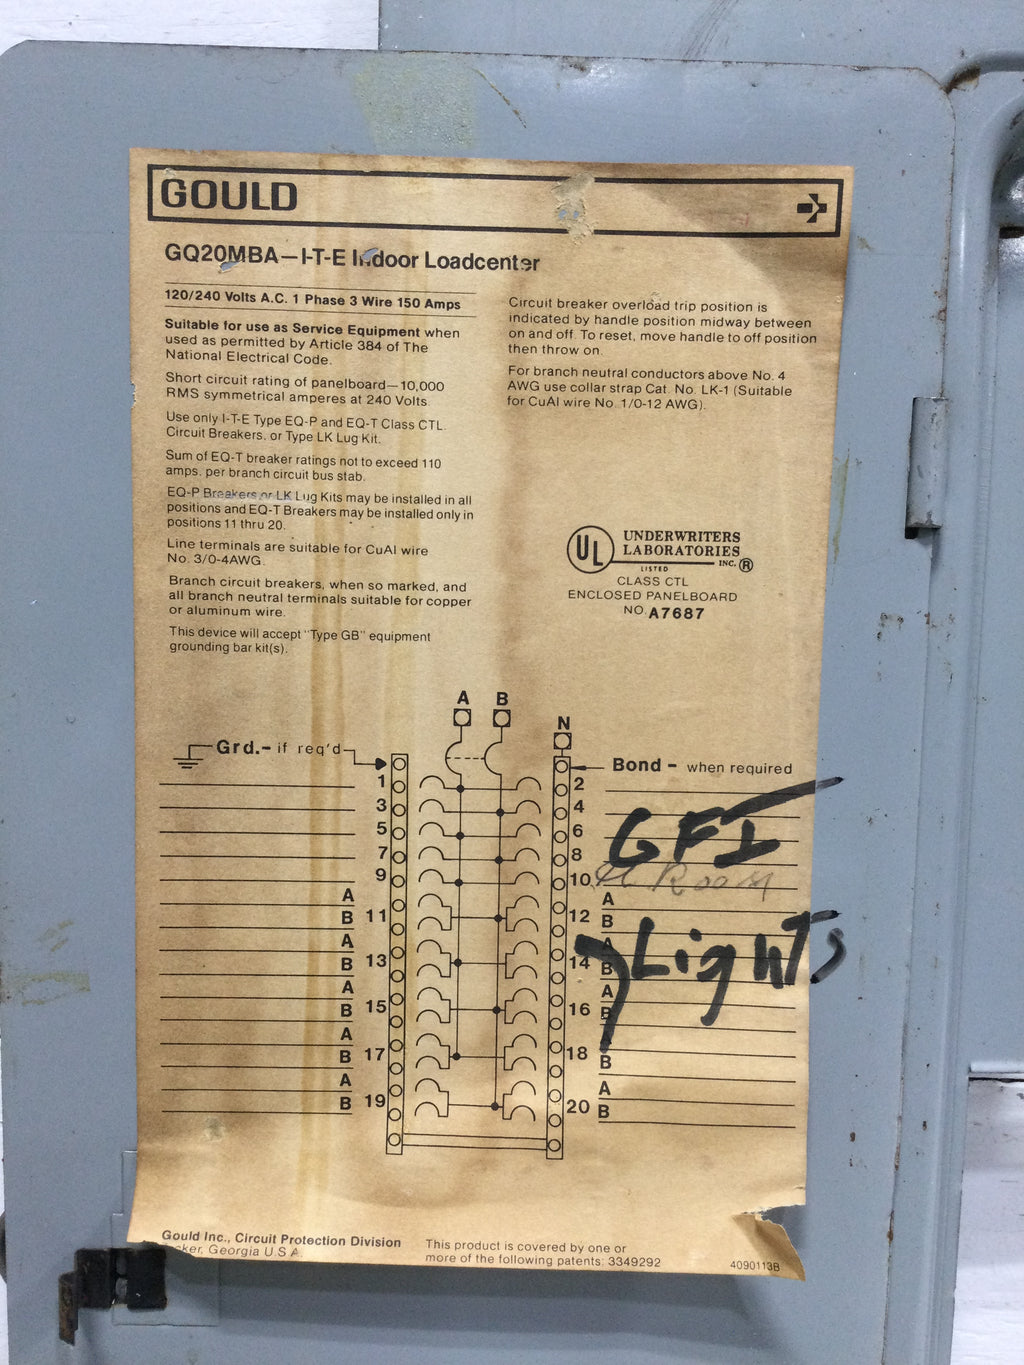 GOULD
GQ20MBA—I-T-E Indoor Loadcenter
120/240 Volts A.C. 1 Phase 3 Wire 150 Amps
Suitable for use as Service Equipment when
used as permitted by Article 384 of The
National Electrical Code.
Short circuit rating of panelboard—10,000
RMS symmetrical amperes at 240 Volts.
Use only I-T-E Type EQ-P and EQ-T Class CTL.
Circuit Breakers, or Type LK Lug Kit.
Sum of EQ-T breaker ratings not to exceed 110
amps. per branch circuit bus stab.
EQ-P Breakers or LK Lug Kits may be installed in all
positions and EQ-T Breakers may be installed only in
positions 11 thru 20.
Line terminals are suitable for CuAl wire
No. 3/0-4AWG.
Branch circuit breakers, when so marked, and
all branch neutral terminals suitable for copper
or aluminum wire.
This device will accept "Type GB" equipment
grounding bar kit(s).
Circuit breaker overload trip position is
indicated by handle position midway between
on and off. To reset, move handle to off position
then throw on.
For branch neutral conductors above No. 4
AWG use collar strap Cat. No. LK-1 (Suitable
for CuAl wire No. 1/0-12 AWG).
UL
UNDERWRITERS
LABORATORIES
INC. ®
LISTED
CLASS CTL
ENCLOSED PANELBOARD
NO. A7687
A B
N
Grd.- if req'd
Bond - when required
1 2
3 4
5 6
7 8
9 10
A A
B 11 12 B
A
B 13 14 B
A A
B 15 16 B
A
B 17 18 B
A A
B 19 20 B
GFI
Room
Lights
Gould Inc., Circuit Protection Division
Georgia U.S.A.
This product is covered by one or
more of the following patents: 3349292
4090113B